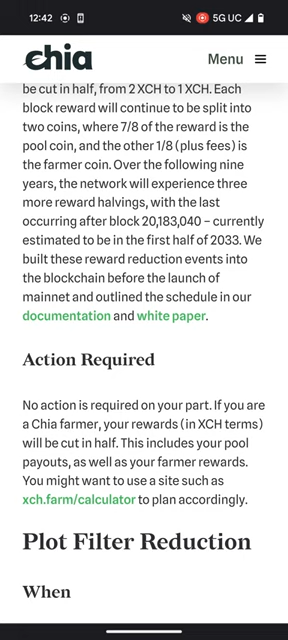 12:42
5G UC
chia
Menu
be cut in half, from 2 XCH to 1 XCH. Each
block reward will continue to be split into
two coins, where 7/8 of the reward is the
pool coin, and the other 1/8 (plus fees) is
the farmer coin. Over the following nine
years, the network will experience three
more reward halvings, with the last
occurring after block 20,183,040 – currently
estimated to be in the first half of 2033. We
built these reward reduction events into
the blockchain before the launch of
mainnet and outlined the schedule in our
documentation and white paper.
Action Required
No action is required on your part. If you are
a Chia farmer, your rewards (in XCH terms)
will be cut in half. This includes your pool
payouts, as well as your farmer rewards.
You might want to use a site such as
xch.farm/calculator to plan accordingly.
Plot Filter Reduction
When